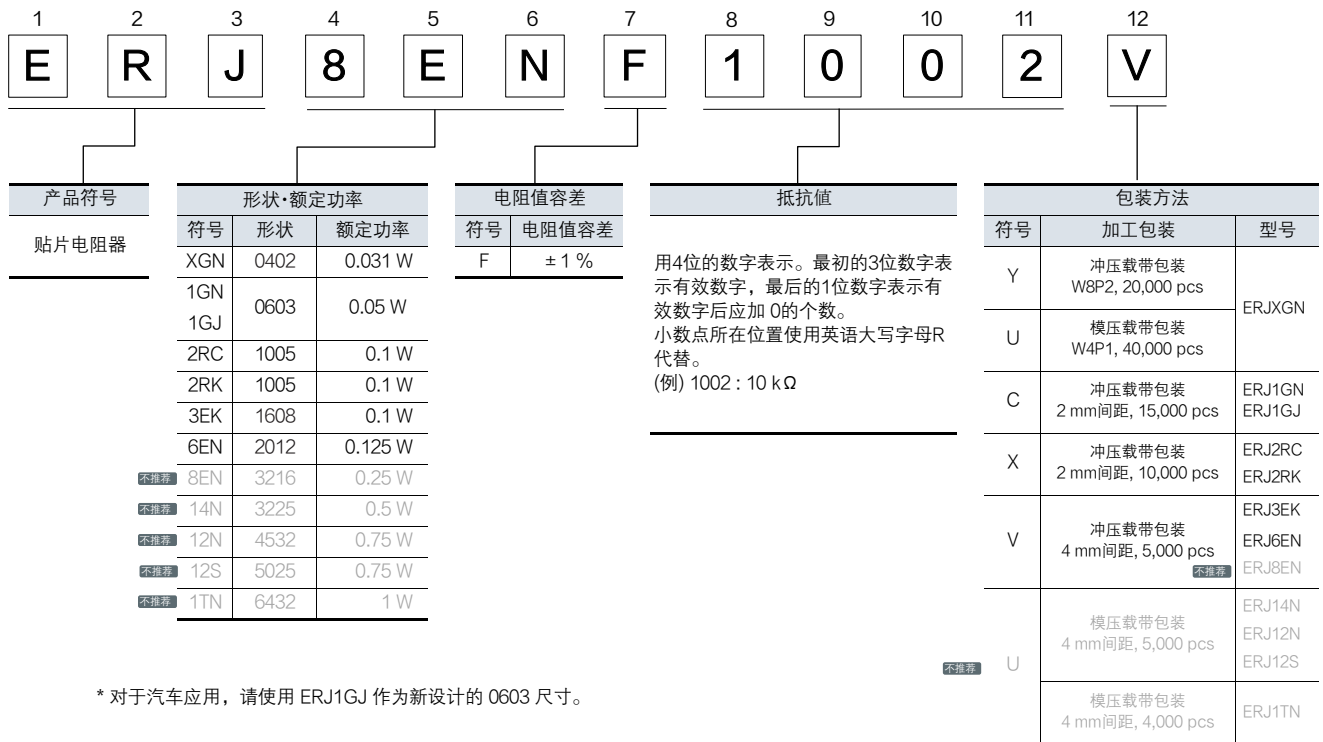 1 2 3 4 5 6 7 8 9 10 11 12
E R J 8 E N F 1 0 0 2 V
产品符号
贴片电阻器
形状·额定功率
符号 形状 额定功率
XGN 0402 0.031 W
1GN
1GJ
0603 0.05 W
2RC 1005 0.1 W
2RK 1005 0.1 W
3EK 1608 0.1 W
6EN 2012 0.125 W
不推荐 8EN 3216 0.25 W
不推荐 14N 3225 0.5 W
不推荐 12N 4532 0.75 W
不推荐 12S 5025 0.75 W
不推荐 1TN 6432 1 W
电阻值容差
符号 电阻值容差
F ±1 %
抵抗値
用4位的数字表示。最初的3位数字表
示有效数字，最后的1位数字表示有
效数字后应加 0的个数。
小数点所在位置使用英语大写字母R
代替。
(例) 1002 : 10 kΩ
包装方法
符号 加工包装 型号
Y 冲压载带包装
W8P2, 20,000 pcs
U 模压载带包装
W4P1, 40,000 pcs
ERJXGN
C 冲压载带包装
2 mm间距, 15,000 pcs
ERJ1GN
ERJ1GJ
X 冲压载带包装
2 mm间距, 10,000 pcs
ERJ2RC
ERJ2RK
V 冲压载带包装
4 mm间距, 5,000 pcs
ERJ3EK
ERJ6EN
不推荐 ERJ8EN
不推荐 U
模压载带包装
4 mm间距, 5,000 pcs
ERJ14N
ERJ12N
ERJ12S
模压载带包装
4 mm间距, 4,000 pcs
ERJ1TN
* 对于汽车应用，请使用 ERJ1GJ 作为新设计的 0603 尺寸。